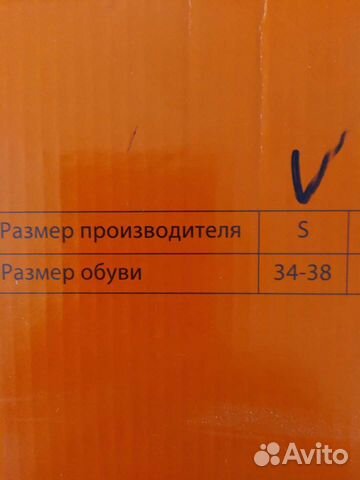 Размер производителя S
Размер обуви 34-38
Avito